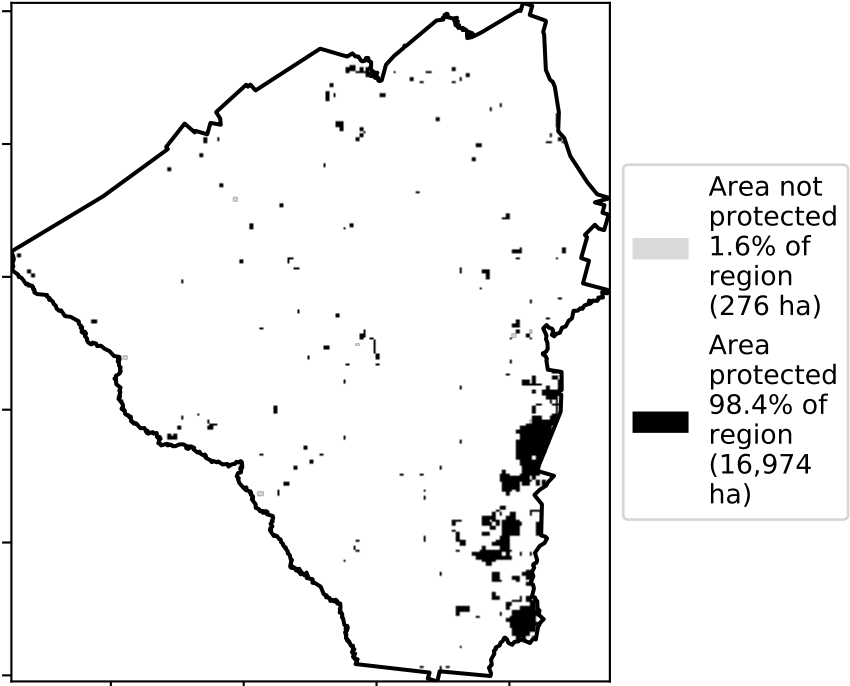 Area not
protected
1.6% of
region
(276 ha)
Area
protected
98.4% of
region
(16,974
ha)